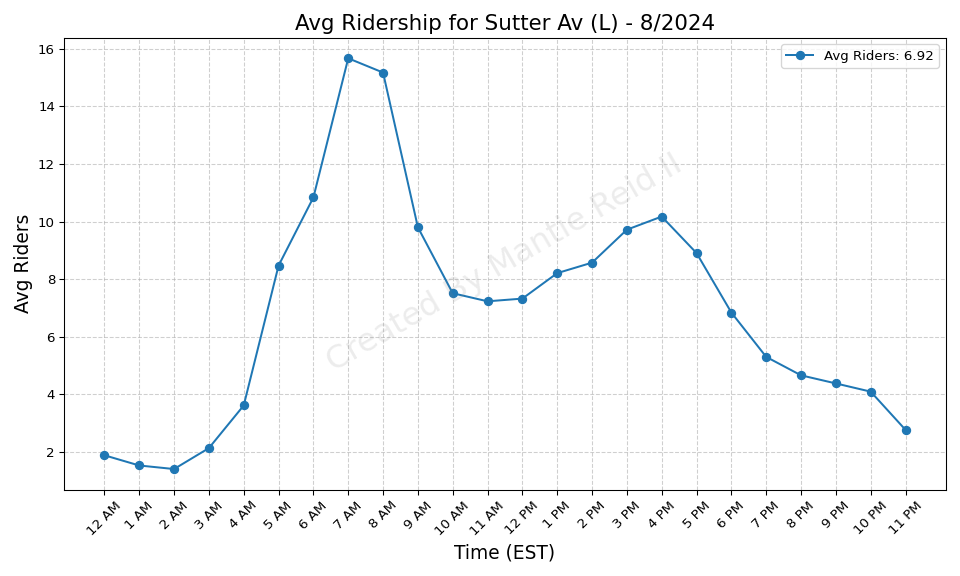 Avg Ridership for Sutter Av (L) - 8/2024
Avg Riders: 6.92
Avg Riders
16
14
12
10
8
6
4
2
Created By Mantie Reid II
12 AM
1 AM
2 AM
3 AM
4 AM
5 AM
6 AM
7 AM
8 AM
9 AM
10 AM
11 AM
12 PM
1 PM
2 PM
3 PM
4 PM
5 PM
6 PM
7 PM
8 PM
9 PM
10 PM
11 PM
Time (EST)